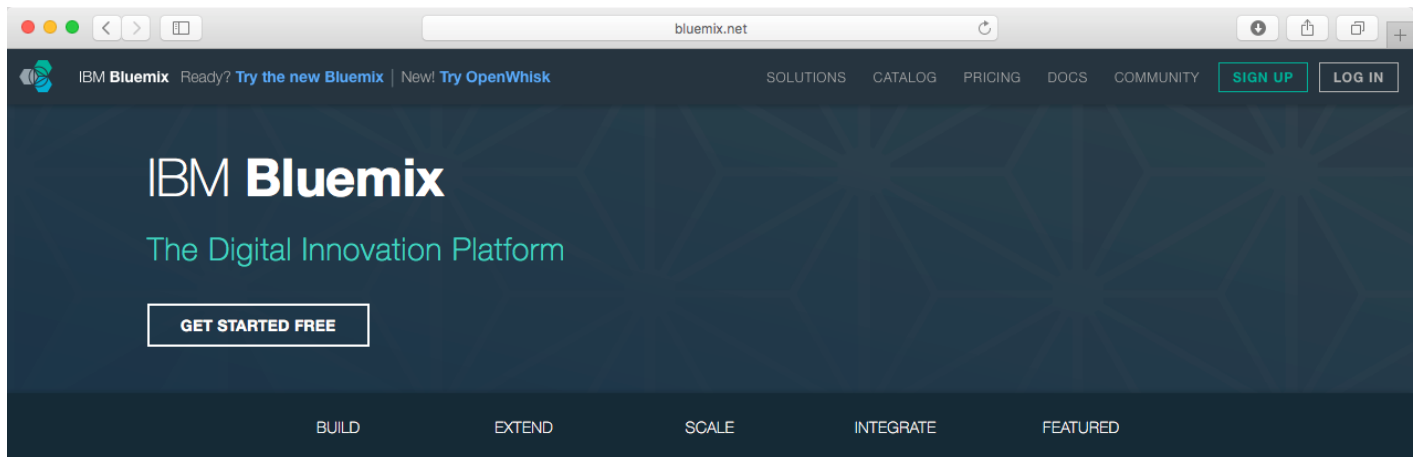 bluemix.net
IBM Bluemix Ready? Try the new Bluemix | New! Try OpenWhisk SOLUTIONS CATALOG PRICING DOCS COMMUNITY SIGN UP LOG IN
IBM Bluemix
The Digital Innovation Platform
GET STARTED FREE
BUILD EXTEND SCALE INTEGRATE FEATURED